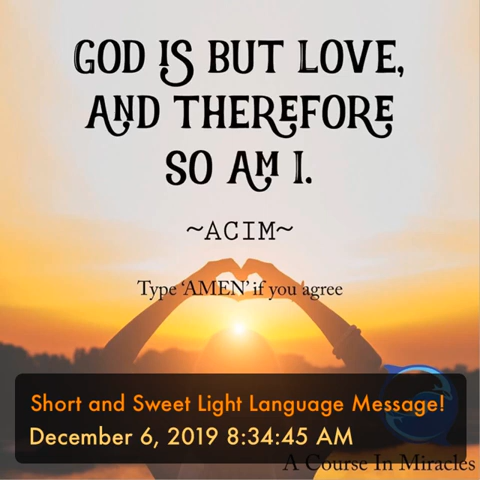 GOD IS BUT LOVE,
AND THEREFORE
SO AM I.
~ACIM~
Type ‘AMEN’ if you agree
Short and Sweet Light Language Message!
December 6, 2019 8:34:45 AM
A Course In Miracles